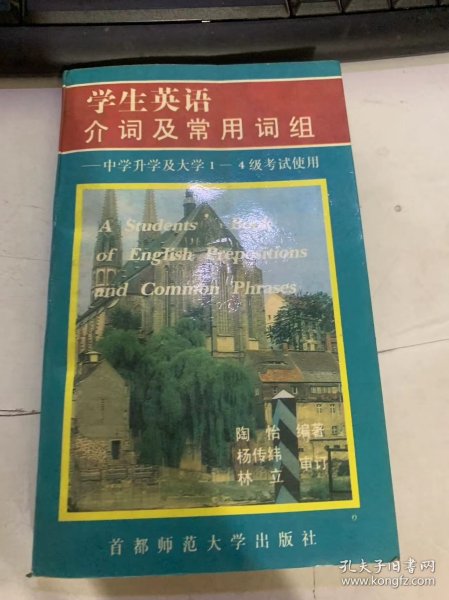 学生英语
介词及常用词组
—中学升学及大学1—4级考试使用
A Students' Book
of English Prepositions
and Common Phrases
陶怡 编著
杨传纬 审订
林立
首都师范大学出版社
孔夫子旧书网
www.kongfz.com